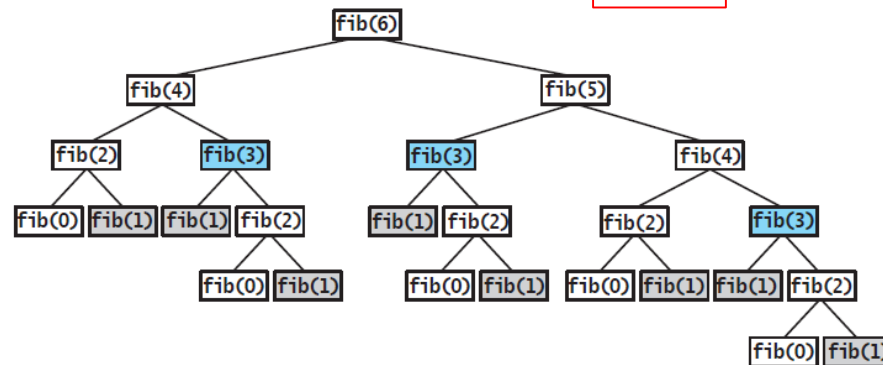 fib(6)
fib(4) fib(5)
fib(2) fib(3) fib(3) fib(4)
fib(0) fib(1) fib(1) fib(2) fib(1) fib(2) fib(2) fib(3)
fib(0) fib(1) fib(0) fib(1) fib(0) fib(1) fib(1) fib(2)
fib(0) fib(1)